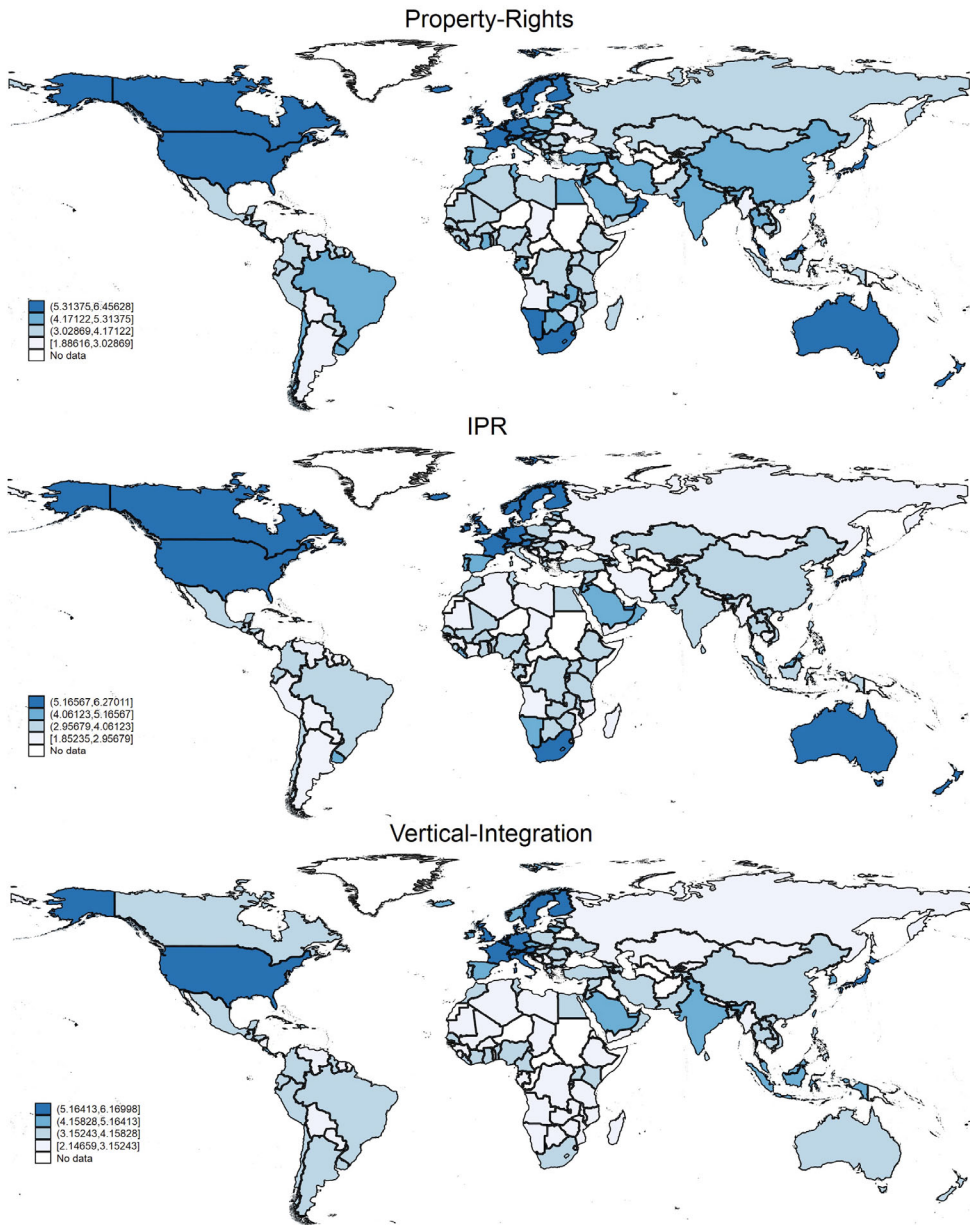 Property-Rights
(5.31375,6.45628]
(4.17122,5.31375]
(3.02869,4.17122]
[1.88616,3.02869]
No data
IPR
(5.16567,6.27011]
(4.06123,5.16567]
(2.95679,4.06123]
[1.85235,2.95679]
No data
Vertical-Integration
(5.16413,6.16998]
(4.15828,5.16413]
(3.15243,4.15828]
[2.14659,3.15243]
No data